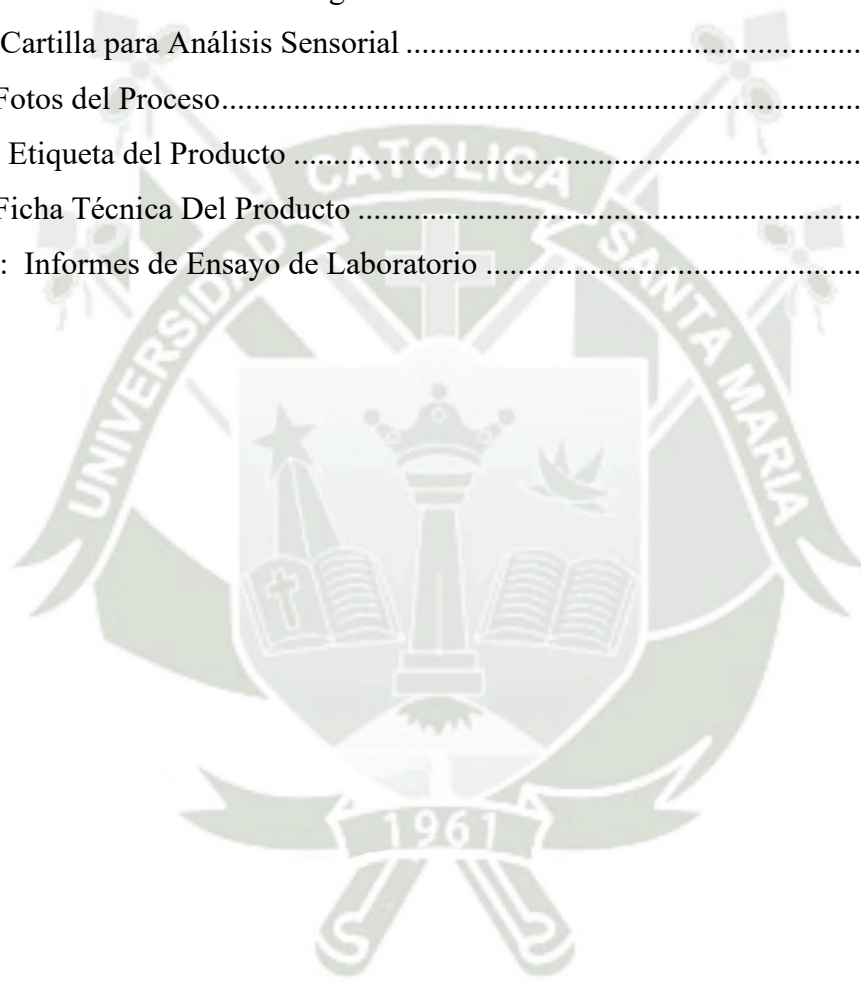 Cartilla para Análisis Sensorial ........................................................
Fotos del Proceso................................................................................
Etiqueta del Producto ......................................................................
Ficha Técnica Del Producto ..............................................................
: Informes de Ensayo de Laboratorio ...............................................
UNIVERSIDAD CATOLICA SANTA MARIA
1961